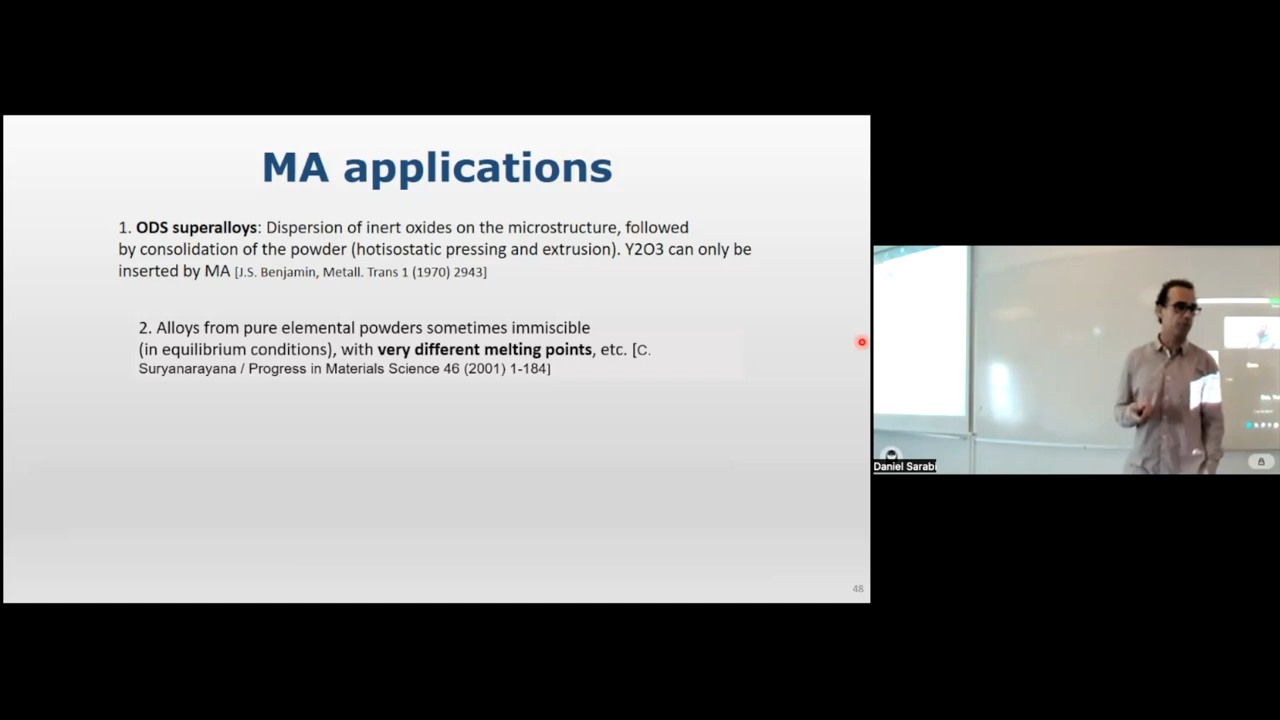 MA applications
1. ODS superalloys: Dispersion of inert oxides on the microstructure, followed
by consolidation of the powder (hotisostatic pressing and extrusion). Y2O3 can only be
inserted by MA [J.S. Benjamin, Metall. Trans 1 (1970) 2943]
2. Alloys from pure elemental powders sometimes immiscible
(in equilibrium conditions), with very different melting points, etc. [C.
Suryanarayana / Progress in Materials Science 46 (2001) 1-184]
48
Daniel Sarabi